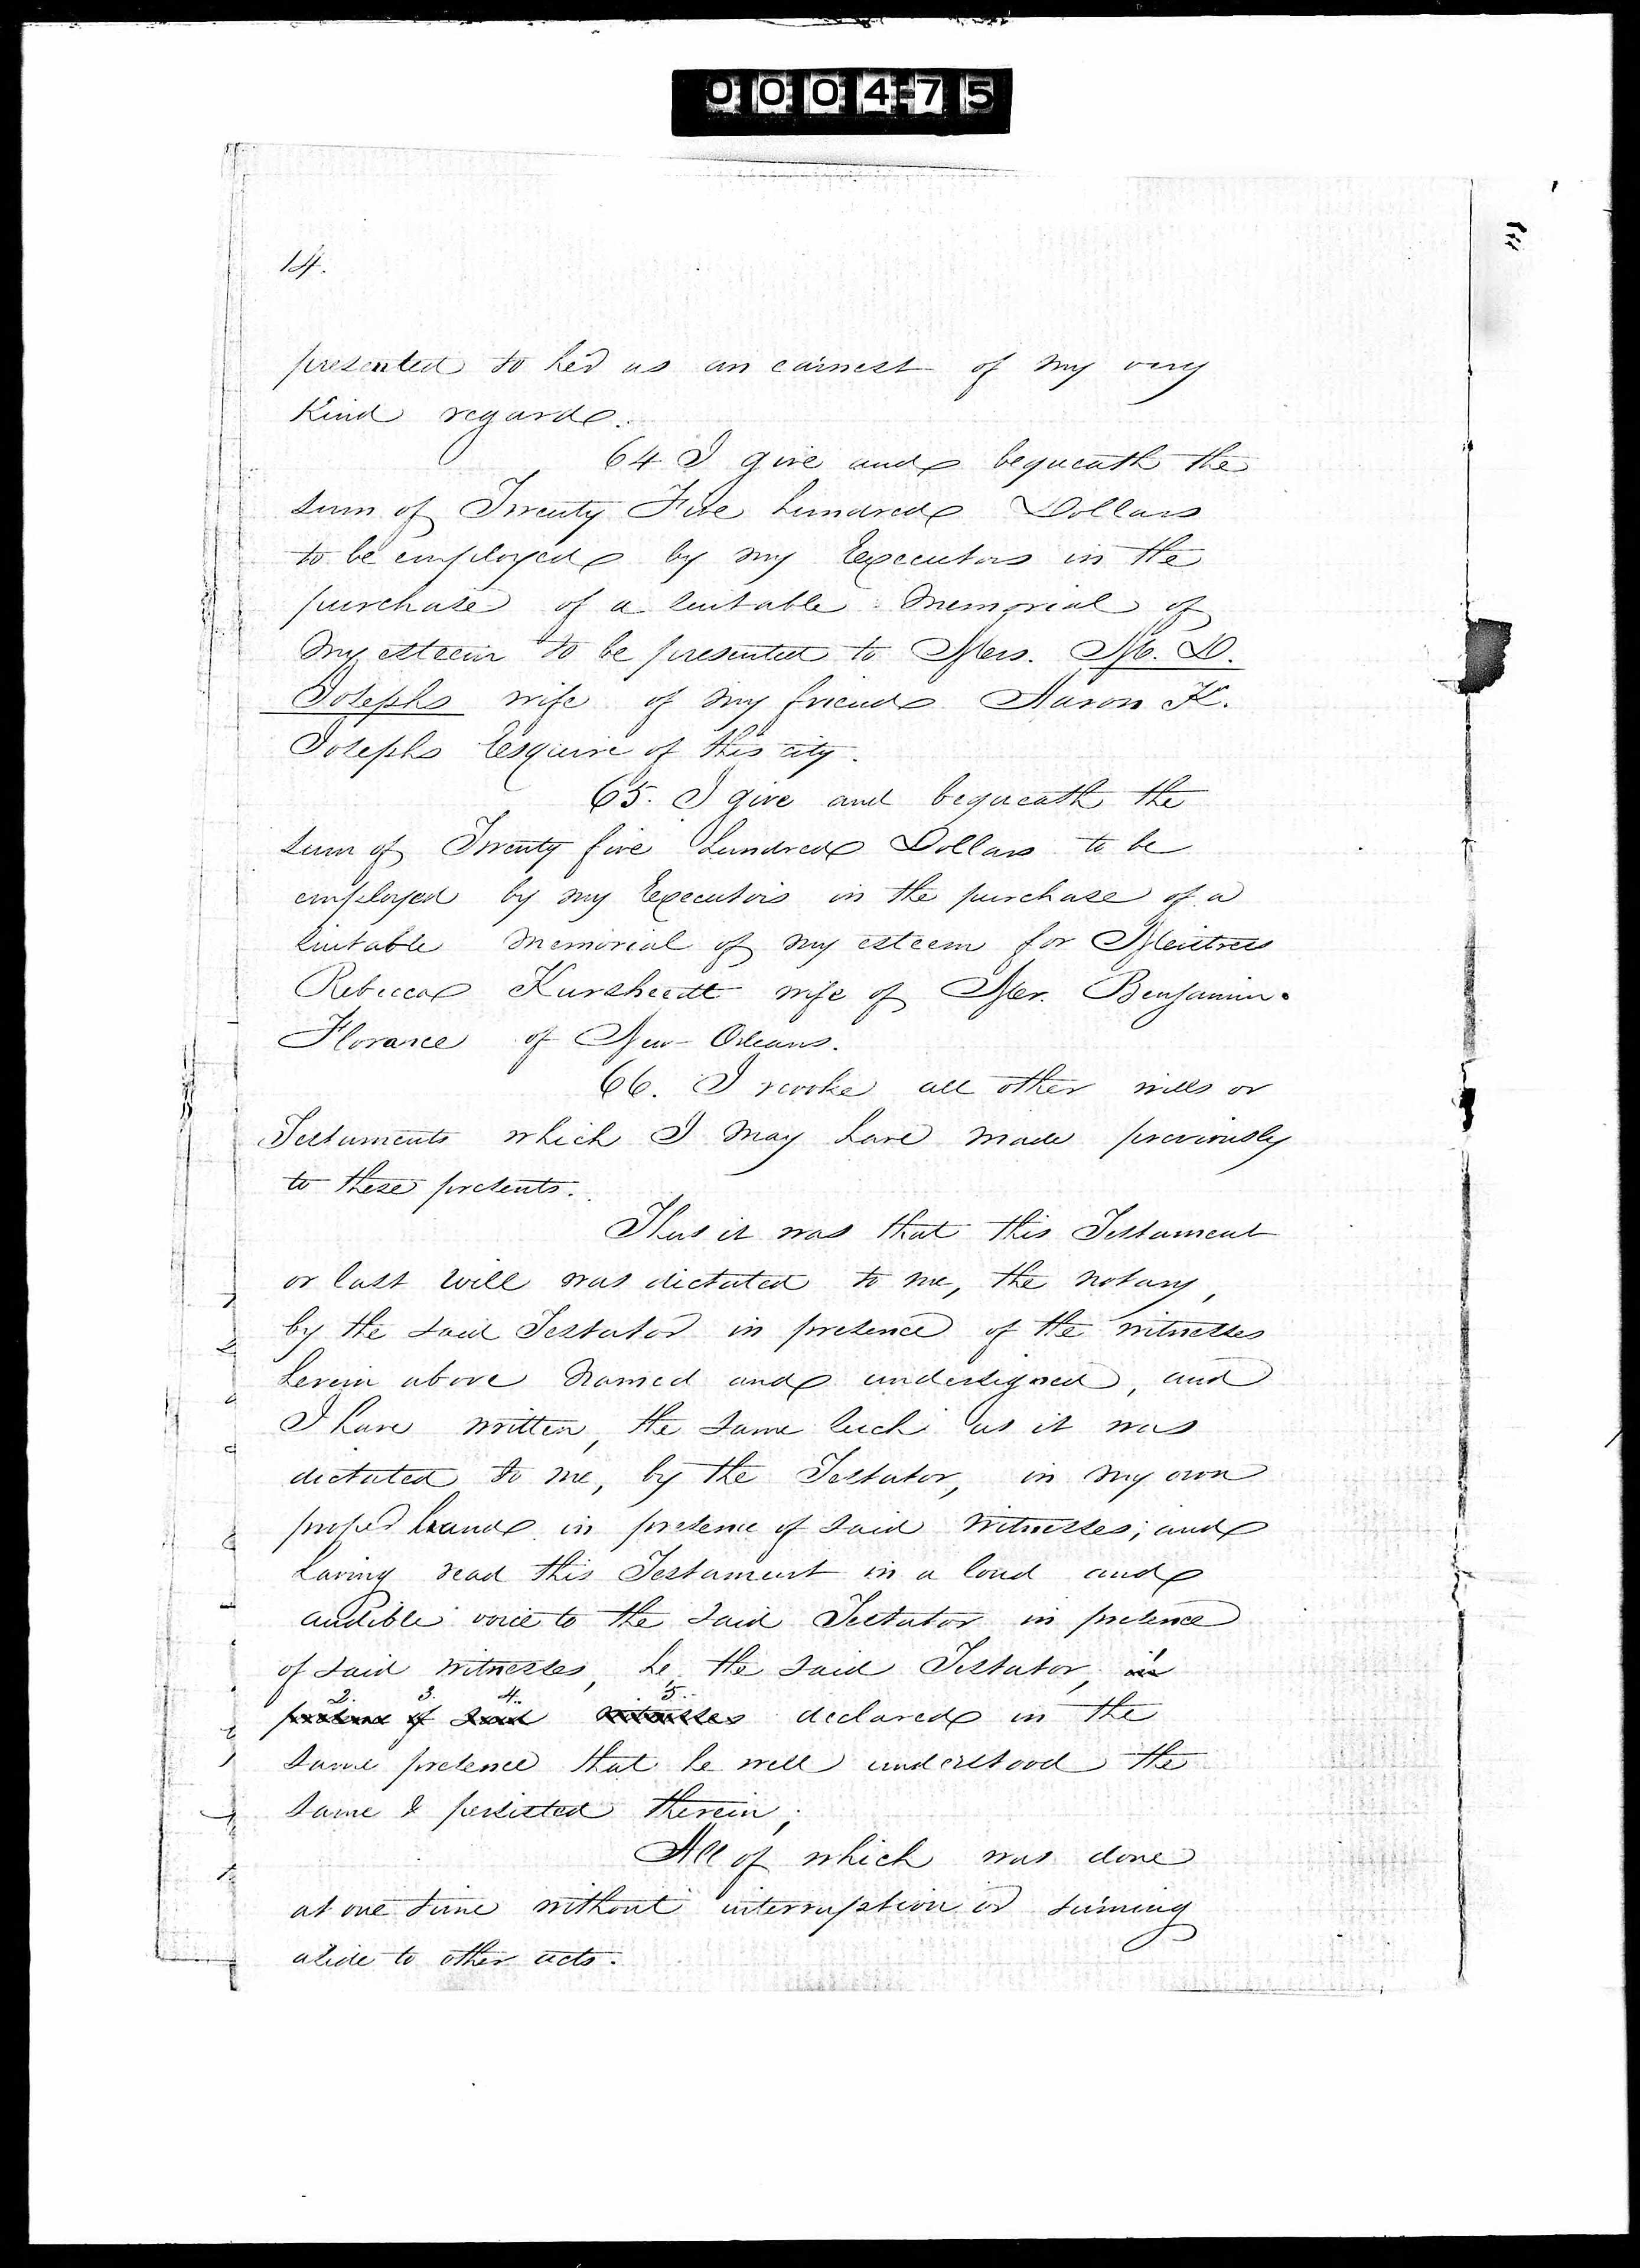 000475
14.
presented to her as an earnest of my very
Kind regard.
64 I give and bequeath the
sum of Twenty Five hundred Dollars
to be employed by my Executors in the
purchase of a suitable Memorial of
my esteem to be presented to Mrs. M. D.
Josephs wife of my friend Aaron K.
Josephs Esquire of this city.
65. I give and bequeath the
sum of Twenty five hundred Dollars to be
employed by my Executors in the purchase of a
suitable Memorial of my esteem for Mistress
Rebecca Kursheedt wife of Mr. Benjamin
Florance of New Orleans.
66. I revoke all other wills or
Testaments which I may have made previously
to these presents.
Thus it was that this Testament
or last will was dictated to me, the notary,
by the said Testator in presence of the witnesses
herein above named and undersigned, and
I have written, the same such as it was
dictated to me, by the Testator, in my own
proper hand in presence of said witnesses; and
having read this Testament in a loud and
audible voice to the said Testator in presence
of said witnesses, he the said Testator, in
2. 3. 4. 5.
presence of said witnesses declared in the
same presence that he well understood the
same & persisted therein;
All of which was done
at one time without interruption or turning
aside to other acts.